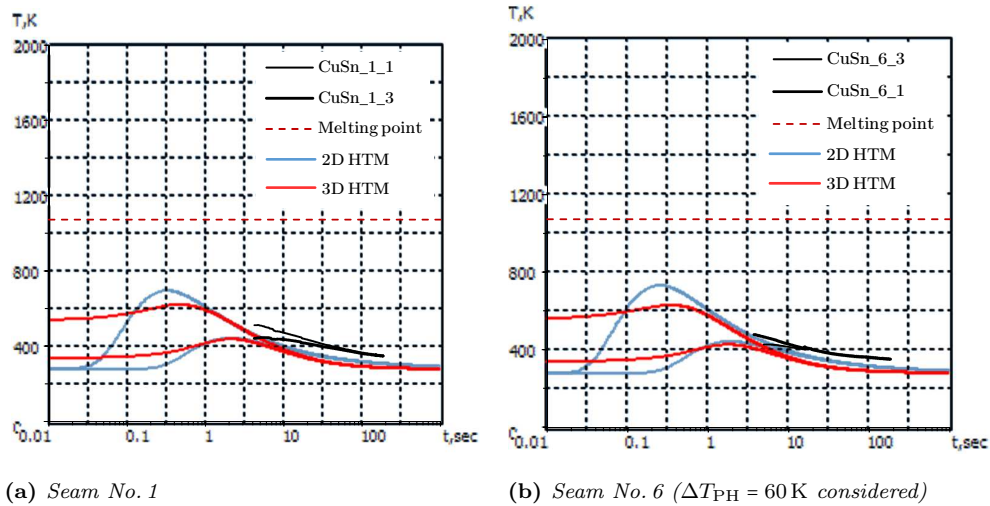 T,K
2000
1600
1200
800
400
0
0.01
0.1
1
10
100
t,sec
CuSn_1_1
CuSn_1_3
Melting point
2D HTM
3D HTM
(a) Seam No. 1
T,K
2000
1600
1200
800
400
0
0.01
0.1
1
10
100
t,sec
CuSn_6_3
CuSn_6_1
Melting point
2D HTM
3D HTM
(b) Seam No. 6 (ΔT_PH = 60 K considered)